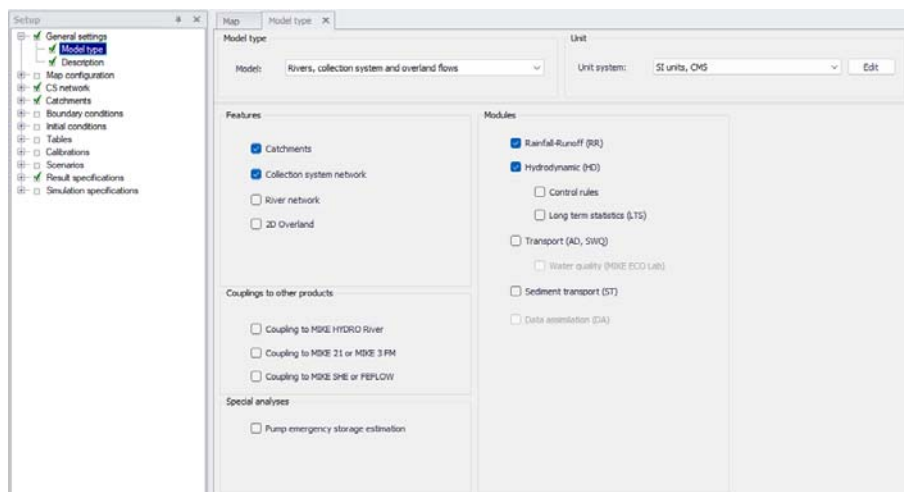 Setup
General settings
Model type
Description
Map configuration
CS network
Catchments
Boundary conditions
Initial conditions
Tables
Calibrations
Scenarios
Result specifications
Simulation specifications
Map
Model type
Model type
Model:
Rivers, collection system and overland flows
Unit
Unit system:
SI units, CMS
Edit
Features
Catchments
Collection system network
River network
2D Overland
Couplings to other products
Coupling to MIKE HYDRO River
Coupling to MIKE 21 or MIKE 3 FM
Coupling to MIKE SHE or FEFLOW
Special analyses
Pump emergency storage estimation
Modules
Rainfall-Runoff (RR)
Hydrodynamic (HD)
Control rules
Long term statistics (LTS)
Transport (AD, SWQ)
Water quality (MIKE ECO Lab)
Sediment transport (ST)
Data assimilation (DA)